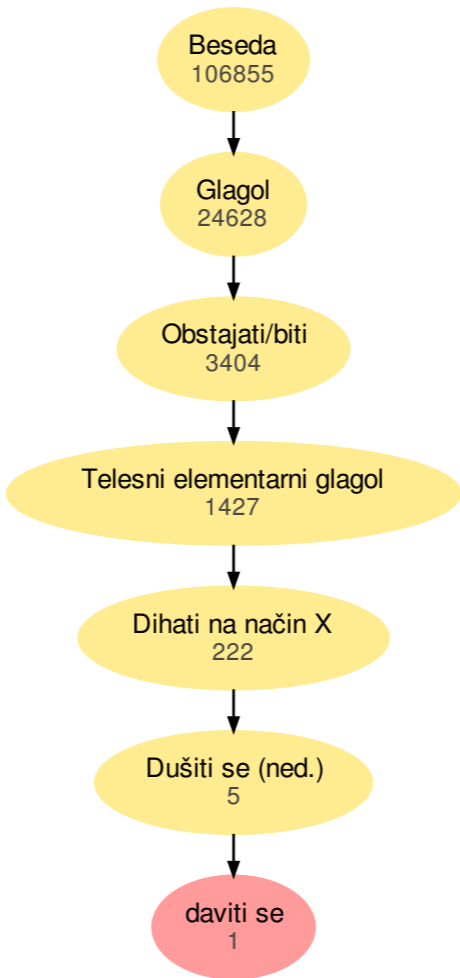 Beseda
106855
Glagol
24628
Obstajati/biti
3404
Telesni elementarni glagol
1427
Dihati na način X
222
Dušiti se (ned.)
5
daviti se
1